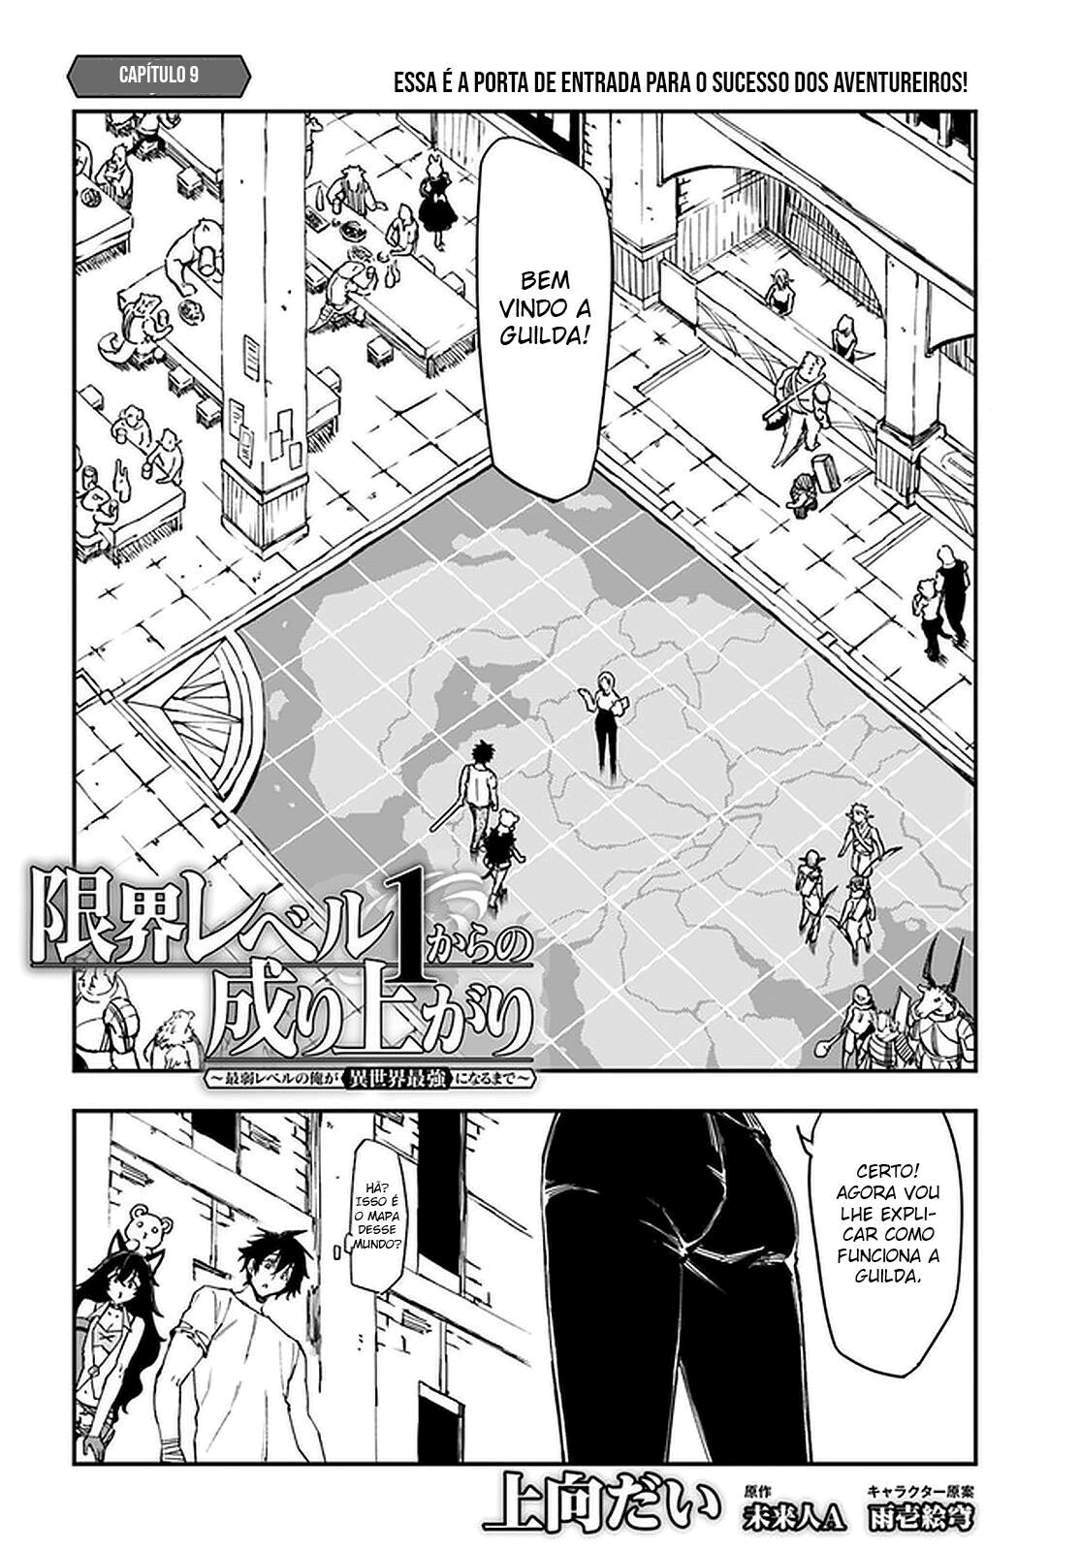 CAPÍTULO 9
ESSA É A PORTA DE ENTRADA PARA O SUCESSO DOS AVENTUREIROS!
BEM
VINDO A
GUILDA!
限界レベル1からの
成り上がり
～最弱レベルの俺が異世界最強になるまで～
CERTO!
AGORA VOU
LHE EXPLI-
CAR COMO
FUNCIONA A
GUILDA.
HÃ?
ISSO É
O MAPA
DESSE
MUNDO?
上向だい
原作
未来人A
キャラクター原案
雨壱絵穹